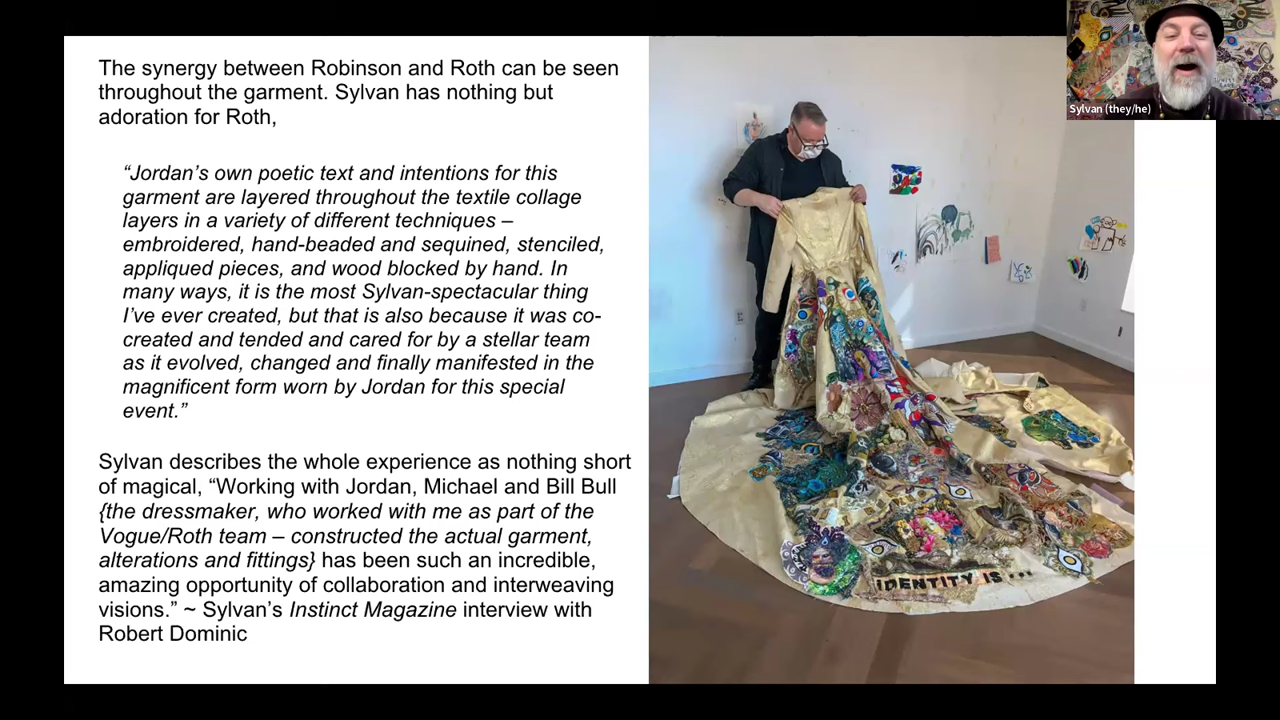 The synergy between Robinson and Roth can be seen
throughout the garment. Sylvan has nothing but
adoration for Roth,
“Jordan’s own poetic text and intentions for this
garment are layered throughout the textile collage
layers in a variety of different techniques –
embroidered, hand-beaded and sequined, stenciled,
appliqued pieces, and wood blocked by hand. In
many ways, it is the most Sylvan-spectacular thing
I’ve ever created, but that is also because it was co-
created and tended and cared for by a stellar team
as it evolved, changed and finally manifested in the
magnificent form worn by Jordan for this special
event.”
Sylvan describes the whole experience as nothing short
of magical, “Working with Jordan, Michael and Bill Bull
{the dressmaker, who worked with me as part of the
Vogue/Roth team – constructed the actual garment,
alterations and fittings} has been such an incredible,
amazing opportunity of collaboration and interweaving
visions.” ~ Sylvan’s Instinct Magazine interview with
Robert Dominic
IDENTITY IS ...
Sylvan (they/he)